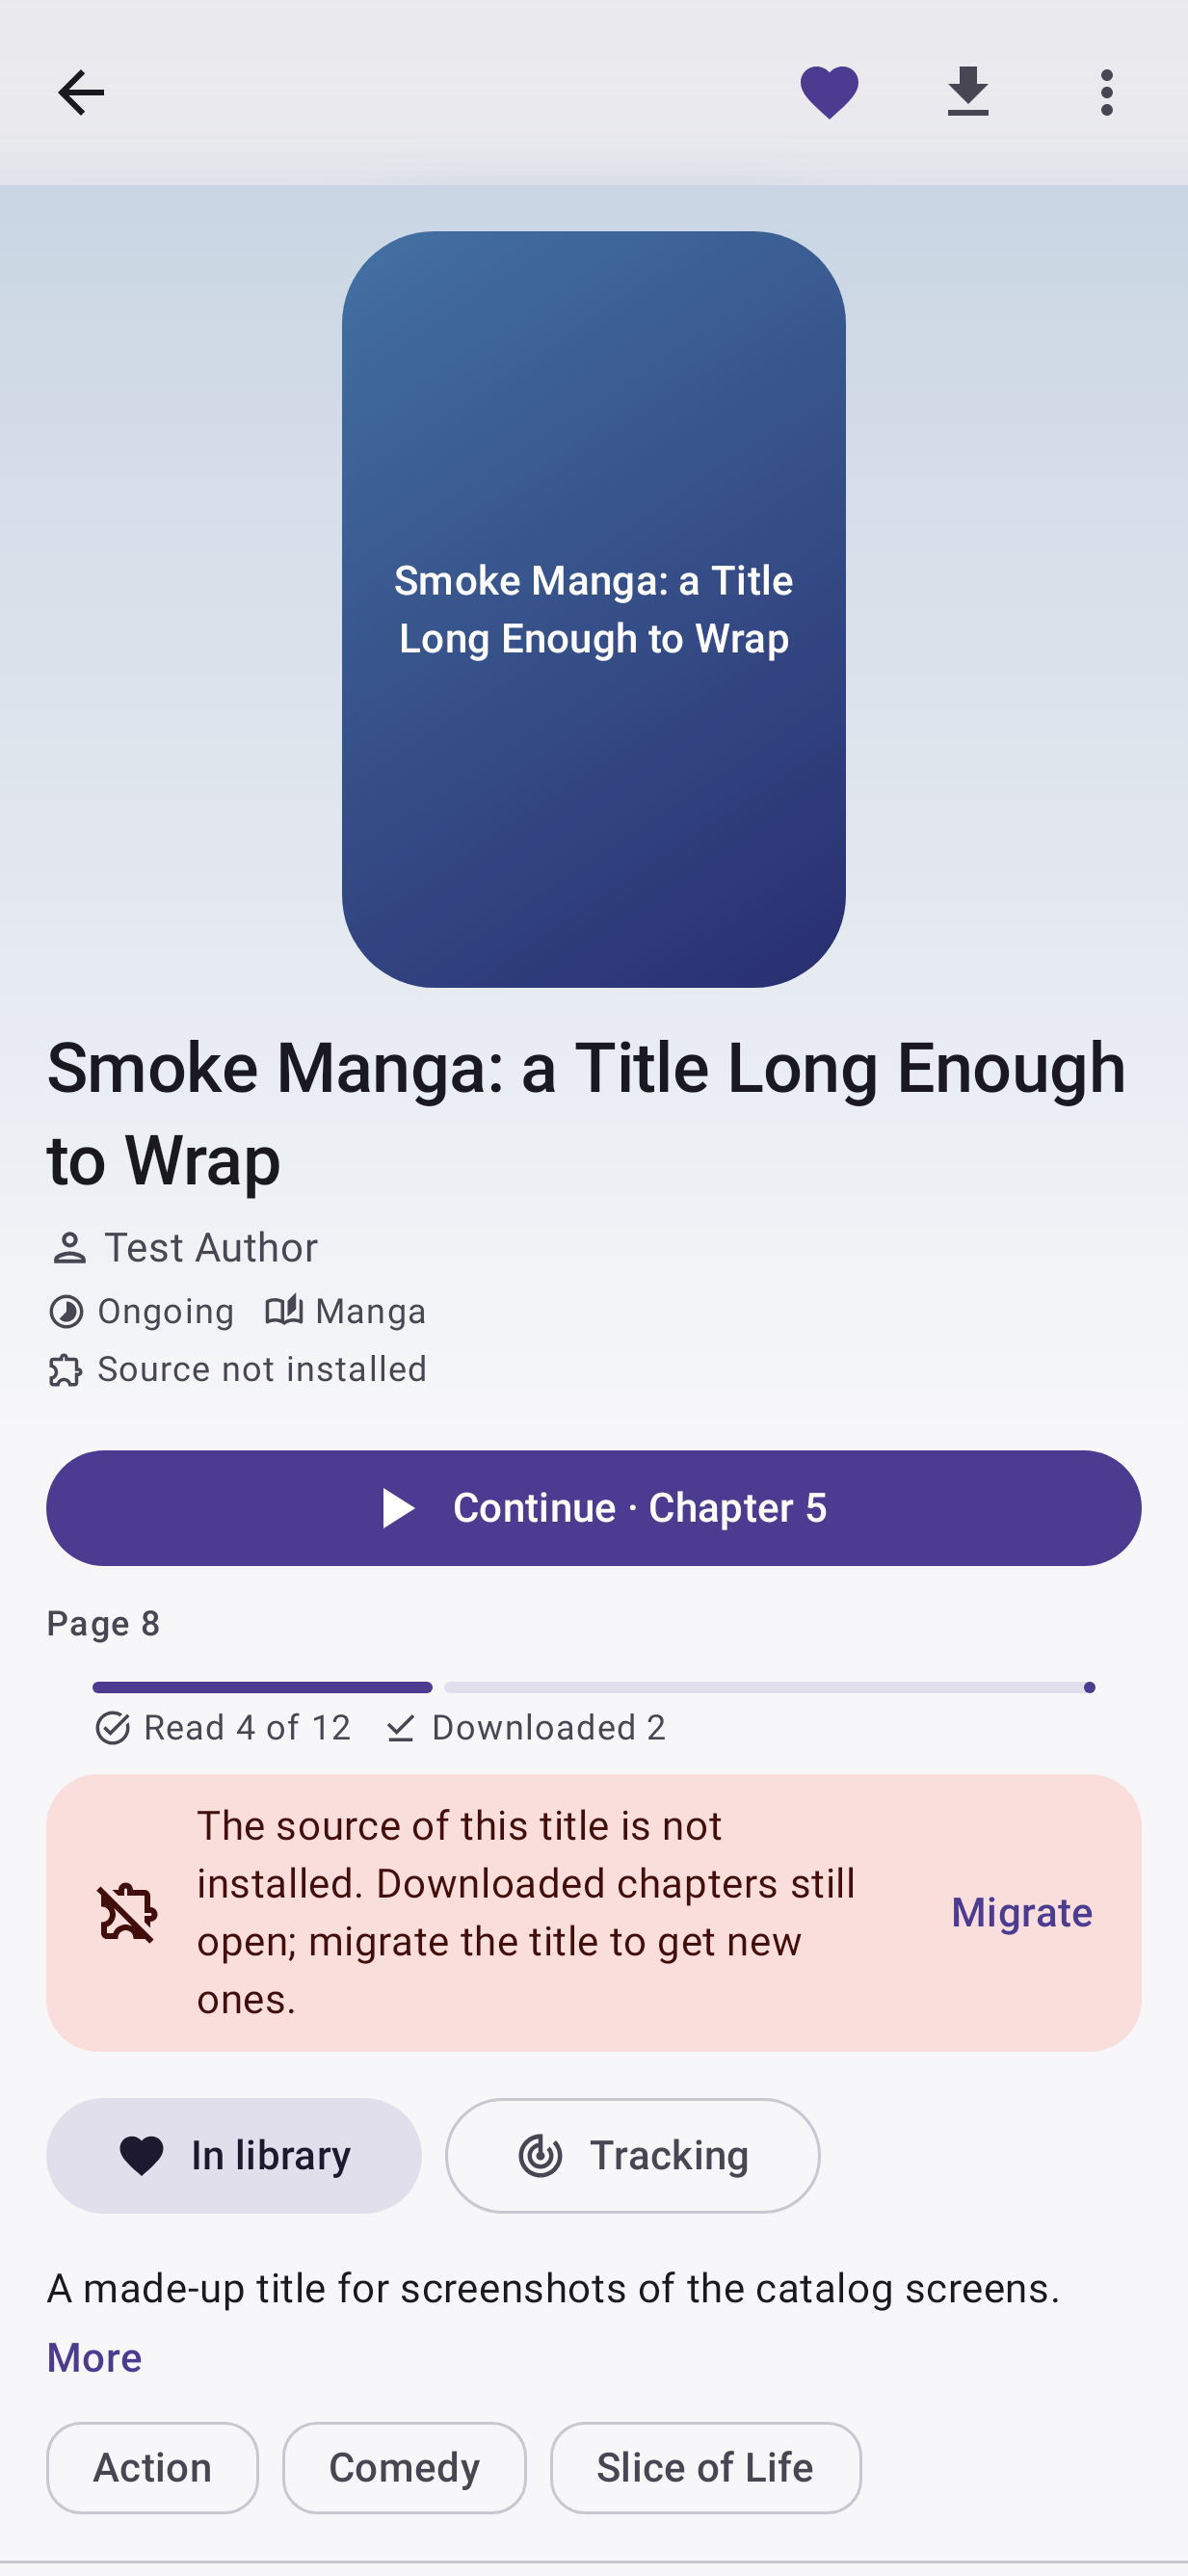 Smoke Manga: a Title
Long Enough to Wrap
Smoke Manga: a Title Long Enough
to Wrap
Test Author
Ongoing Manga
Source not installed
Continue · Chapter 5
Page 8
Read 4 of 12 Downloaded 2
The source of this title is not
installed. Downloaded chapters still
open; migrate the title to get new
ones.
Migrate
In library Tracking
A made-up title for screenshots of the catalog screens.
More
Action Comedy Slice of Life